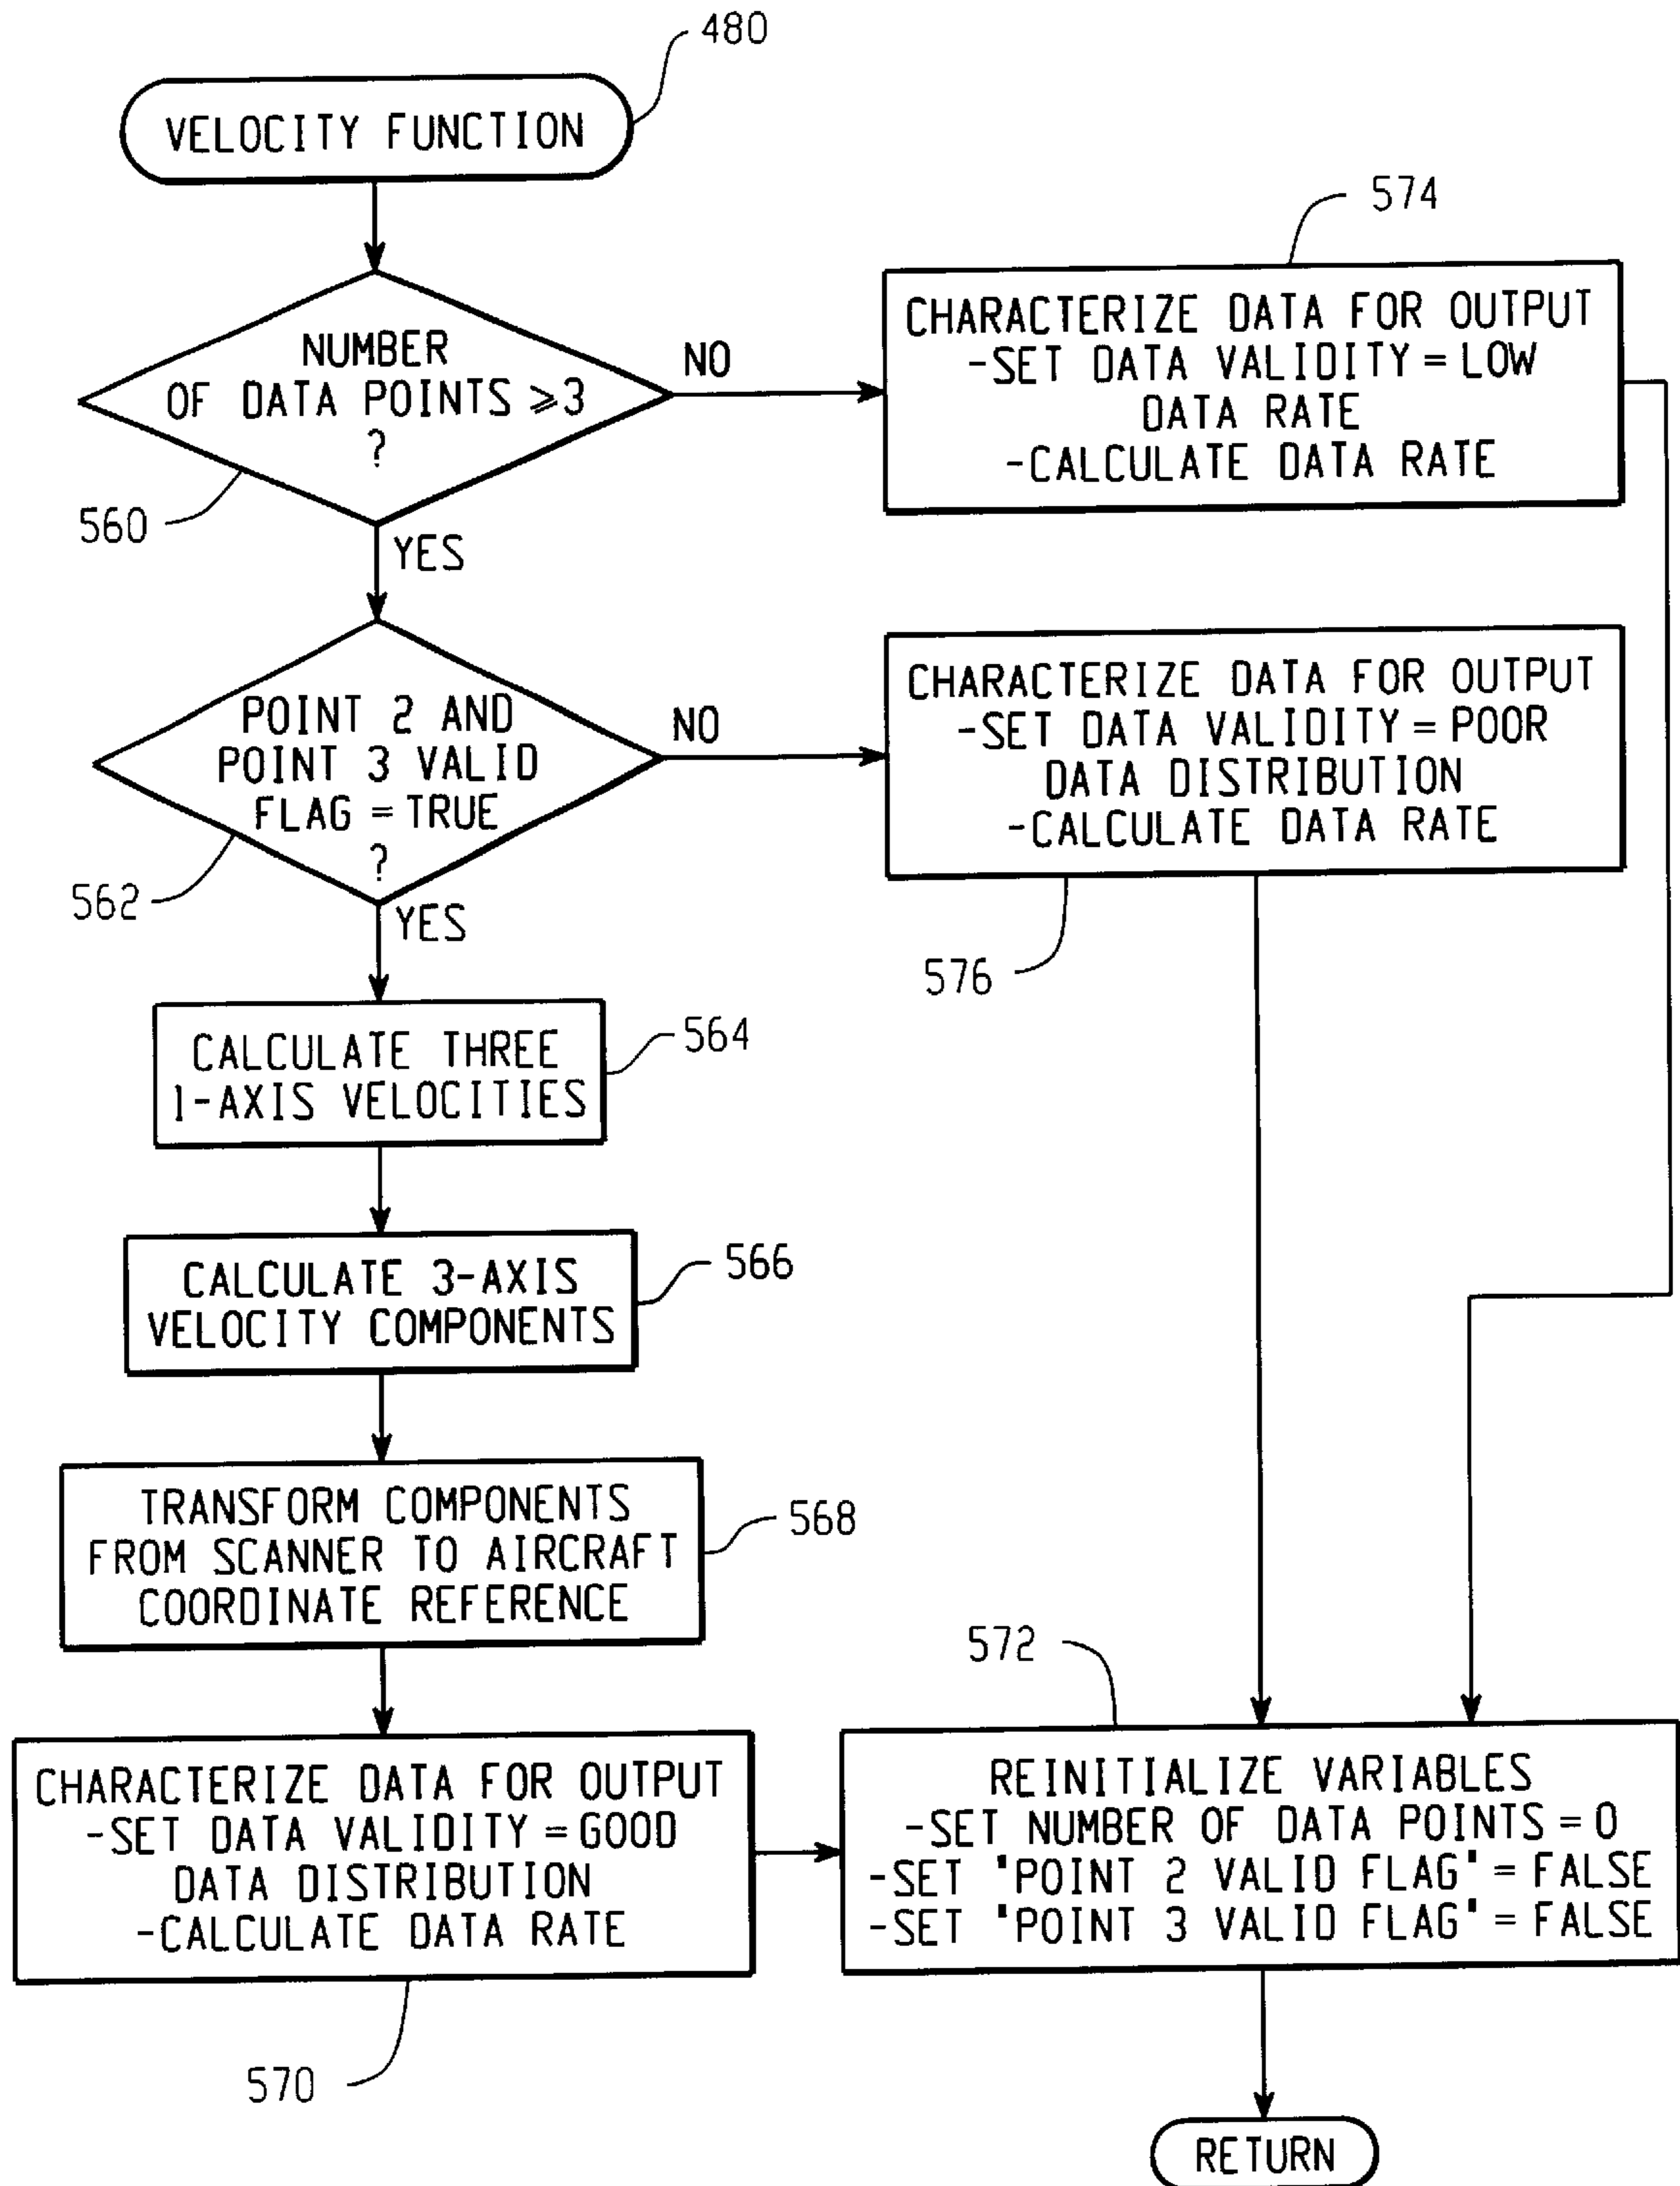 480
VELOCITY FUNCTION
574
NUMBER
OF DATA POINTS ⩾3
?
NO
560
YES
CHARACTERIZE DATA FOR OUTPUT
-SET DATA VALIDITY = LOW
DATA RATE
-CALCULATE DATA RATE
POINT 2 AND
POINT 3 VALID
FLAG = TRUE
?
NO
562
YES
CHARACTERIZE DATA FOR OUTPUT
-SET DATA VALIDITY = POOR
DATA DISTRIBUTION
-CALCULATE DATA RATE
576
CALCULATE THREE
1-AXIS VELOCITIES
564
CALCULATE 3-AXIS
VELOCITY COMPONENTS
566
TRANSFORM COMPONENTS
FROM SCANNER TO AIRCRAFT
COORDINATE REFERENCE
568
572
CHARACTERIZE DATA FOR OUTPUT
-SET DATA VALIDITY = GOOD
DATA DISTRIBUTION
-CALCULATE DATA RATE
570
REINITIALIZE VARIABLES
-SET NUMBER OF DATA POINTS = 0
-SET 'POINT 2 VALID FLAG' = FALSE
-SET 'POINT 3 VALID FLAG' = FALSE
RETURN